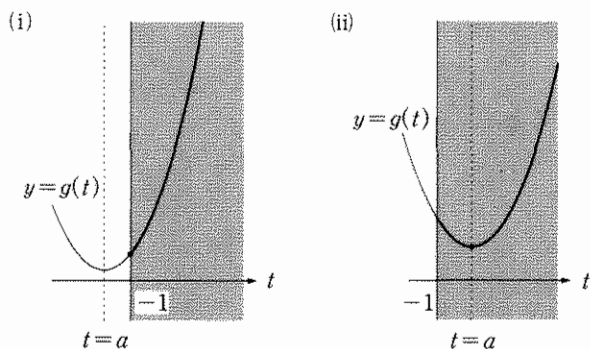 (i)
y=g(t)
t
−1
t=a
(ii)
y=g(t)
t
−1
t=a